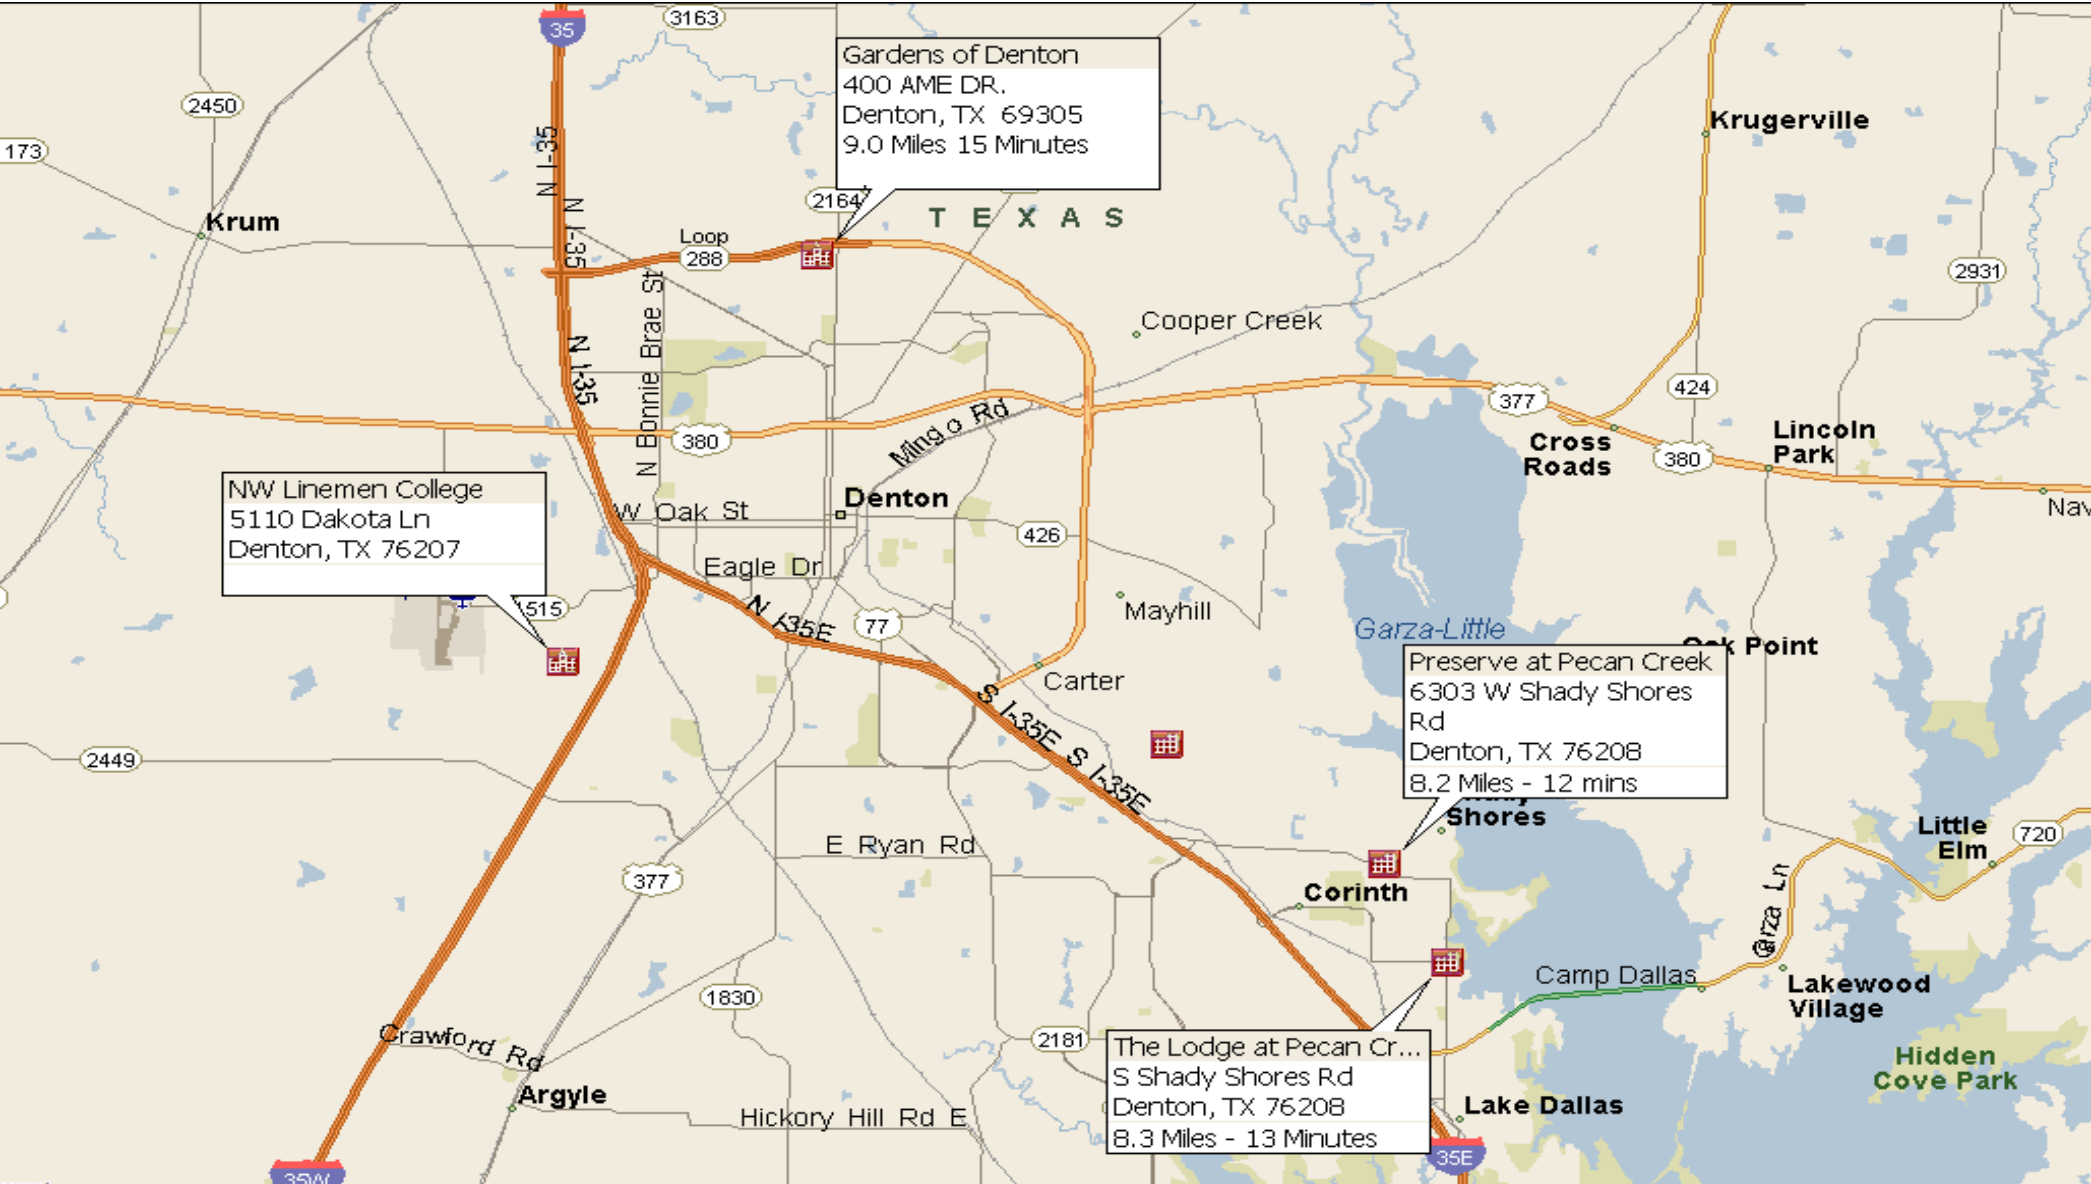 35
3163
Gardens of Denton
400 AME DR.
Denton, TX  69305
9.0 Miles 15 Minutes
2450
173
Krum
N I-35
N I-35
N I-35
Loop
288
2164
T E X A S
Krugerville
2931
Cooper Creek
N Bonnie Brae St
377
424
Cross
Roads
380
Lincoln
Park
380
Mingo Rd
NW Linemen College
5110 Dakota Ln
Denton, TX 76207
W Oak St
Denton
426
Nav
Eagle Dr
1515
N I-35E
77
Mayhill
Garza-Little
Oak Point
Carter
S I-35E
S I-35E
Preserve at Pecan Creek
6303 W Shady Shores
Rd
Denton, TX 76208
8.2 Miles - 12 mins
Shores
2449
E Ryan Rd
377
Corinth
Little
Elm
720
Garza Ln
Camp Dallas
Lakewood
Village
1830
2181
Crawford Rd
Argyle
Hickory Hill Rd E
The Lodge at Pecan Cr...
S Shady Shores Rd
Denton, TX 76208
8.3 Miles - 13 Minutes
Hidden
Cove Park
Lake Dallas
35E
35W